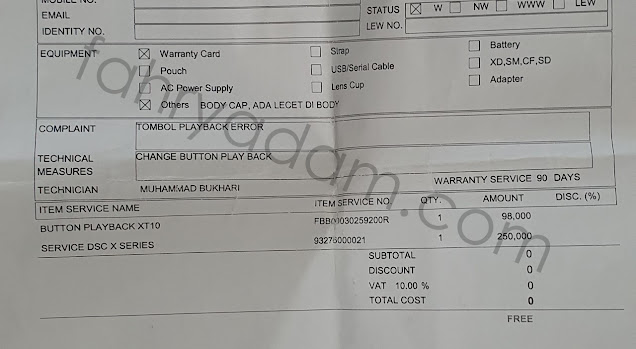 MOBILE NO.
EMAIL
IDENTITY NO.
STATUS W NW WWW LEW
LEW NO.
EQUIPMENT Warranty Card Strap Battery
Pouch USB/Serial Cable XD,SM,CF,SD
AC Power Supply Lens Cup Adapter
Others BODY CAP, ADA LECET DI BODY
COMPLAINT TOMBOL PLAYBACK ERROR
TECHNICAL MEASURES CHANGE BUTTON PLAY BACK
TECHNICIAN MUHAMMAD BUKHARI WARRANTY SERVICE 90 DAYS
ITEM SERVICE NAME ITEM SERVICE NO. QTY. AMOUNT DISC. (%)
BUTTON PLAYBACK XT10 1 98,000
SERVICE DSC X SERIES 93276000021 1 250,000
SUBTOTAL 0
DISCOUNT 0
VAT 10.00 % 0
TOTAL COST 0
FREE
fahryadam.com